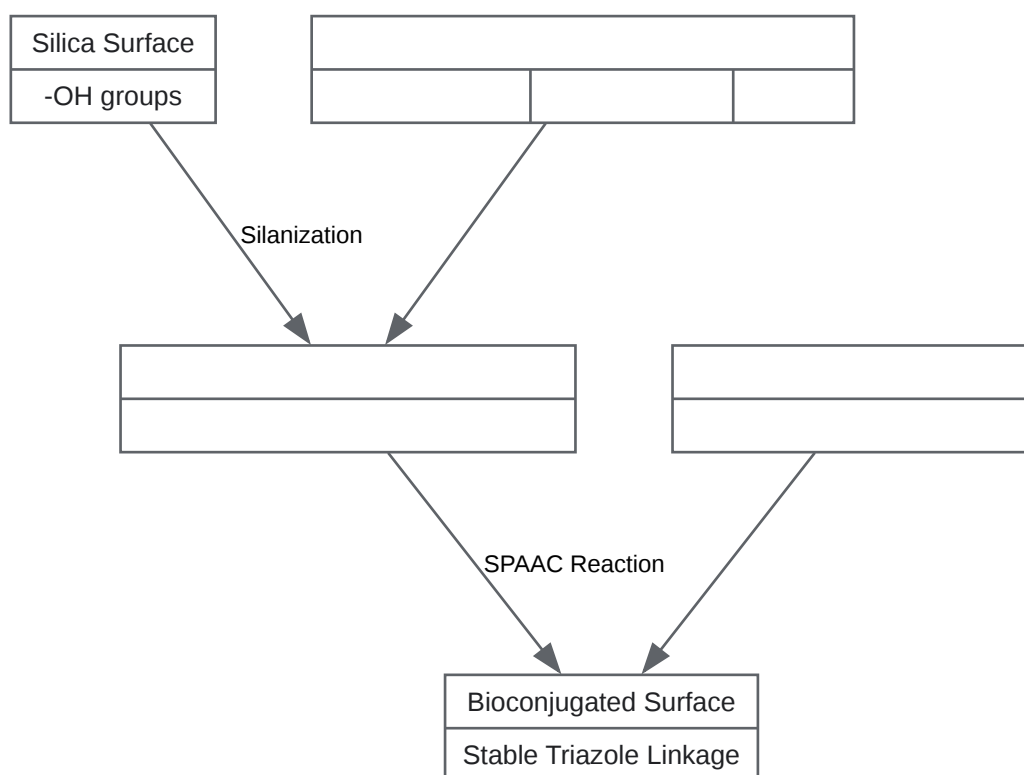 Silica Surface
-OH groups
Silanization
SPAAC Reaction
Bioconjugated Surface
Stable Triazole Linkage